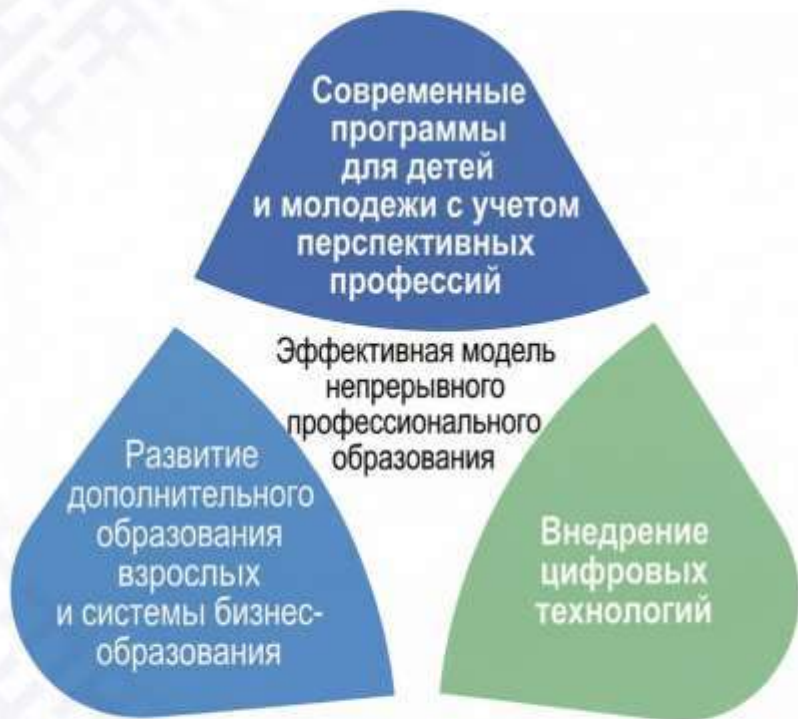 Современные
программы
для детей
и молодежи с учетом
перспективных
профессий
Эффективная модель
непрерывного
профессионального
образования
Развитие
дополнительного
образования
взрослых
и системы бизнес-
образования
Внедрение
цифровых
технологий